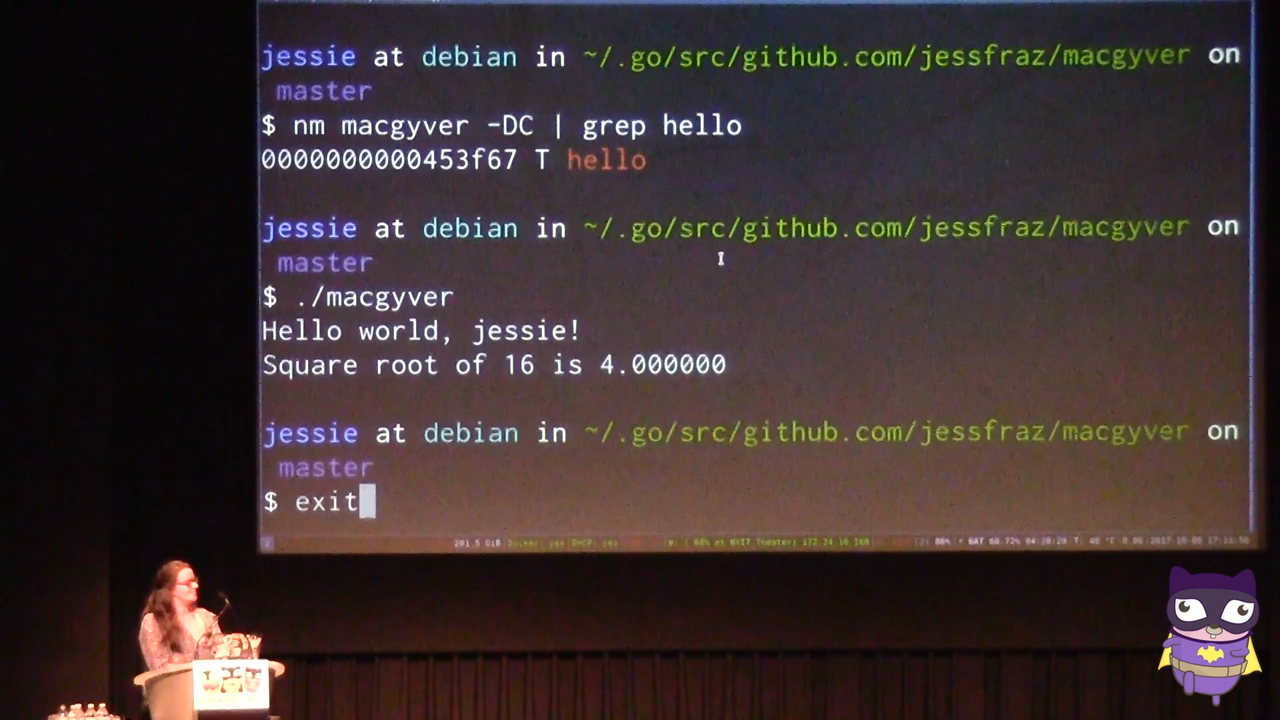 jessie at debian in ~/.go/src/github.com/jessfraz/macgyver on
master
$ nm macgyver -DC | grep hello
0000000000453f67 T hello
jessie at debian in ~/.go/src/github.com/jessfraz/macgyver on
master
$ ./macgyver
Hello world, jessie!
Square root of 16 is 4.000000
jessie at debian in ~/.go/src/github.com/jessfraz/macgyver on
master
$ exit